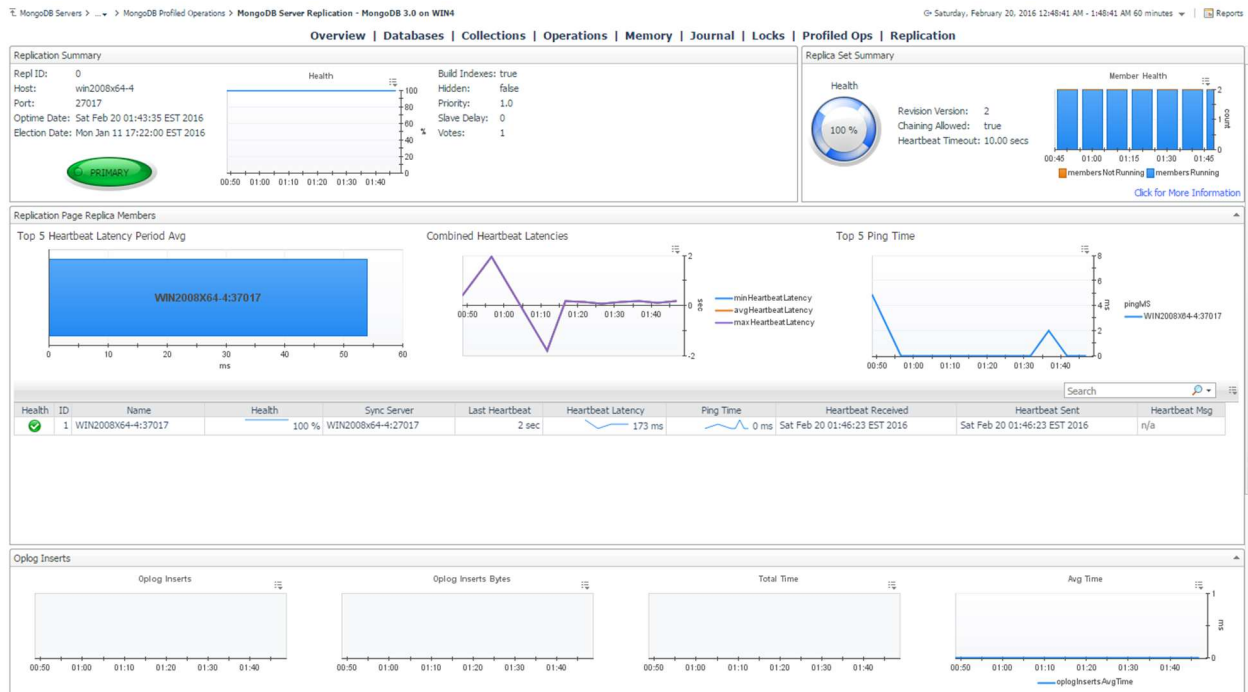 MongoDB Servers > ...▾ > MongoDB Profiled Operations > MongoDB Server Replication - MongoDB 3.0 on WIN4
Saturday, February 20, 2016 12:48:41 AM - 1:48:41 AM 60 minutes | Reports
Overview | Databases | Collections | Operations | Memory | Journal | Locks | Profiled Ops | Replication
Replication Summary
Repl ID: 0
Host: win2008x64-4
Port: 27017
Optime Date: Sat Feb 20 01:43:35 EST 2016
Election Date: Mon Jan 11 17:22:00 EST 2016
PRIMARY
Health
100
80
60
40
20
0
%
00:50 01:00 01:10 01:20 01:30 01:40
Build Indexes: true
Hidden: false
Priority: 1.0
Slave Delay: 0
Votes: 1
Replica Set Summary
Health
100 %
Revision Version: 2
Chaining Allowed: true
Heartbeat Timeout: 10.00 secs
Member Health
2
1
0
count
00:45 01:00 01:15 01:30 01:45
members Not Running members Running
Click for More Information
Replication Page Replica Members
Top 5 Heartbeat Latency Period Avg
WIN2008X64-4:37017
0 10 20 30 40 50 60
ms
Combined Heartbeat Latencies
2
0
-2
secs
00:50 01:00 01:10 01:20 01:30 01:40
minHeartbeatLatency
avgHeartbeatLatency
maxHeartbeatLatency
Top 5 Ping Time
8
6
4
2
0
ms
00:50 01:00 01:10 01:20 01:30 01:40
pingMS
WIN2008X64-4:37017
Search
Health ID Name Health Sync Server Last Heartbeat Heartbeat Latency Ping Time Heartbeat Received Heartbeat Sent Heartbeat Msg
1 WIN2008X64-4:37017 100 % WIN2008x64-4:27017 2 sec 173 ms 0 ms Sat Feb 20 01:46:23 EST 2016 Sat Feb 20 01:46:23 EST 2016 n/a
Oplog Inserts
Oplog Inserts
00:50 01:00 01:10 01:20 01:30 01:40
Oplog Inserts Bytes
00:50 01:00 01:10 01:20 01:30 01:40
Total Time
00:50 01:00 01:10 01:20 01:30 01:40
Avg Time
1
0
ms
00:50 01:00 01:10 01:20 01:30 01:40
oplogInsertsAvgTime